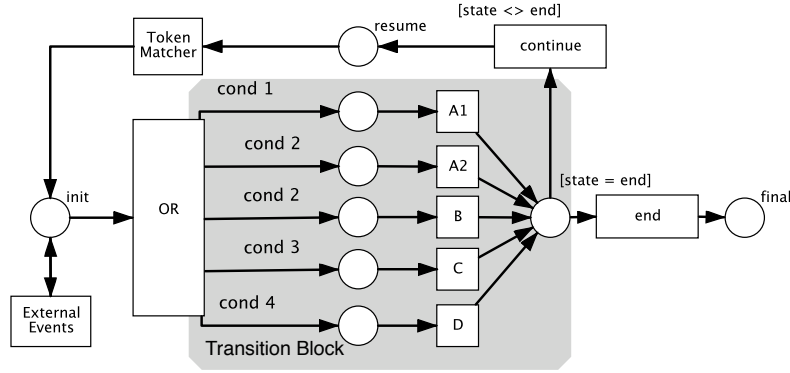 [state <> end]
resume
Token
Matcher
continue
cond 1
A1
cond 2
A2
[state = end]
init
OR
cond 2
B
end
final
cond 3
C
External
Events
cond 4
D
Transition Block